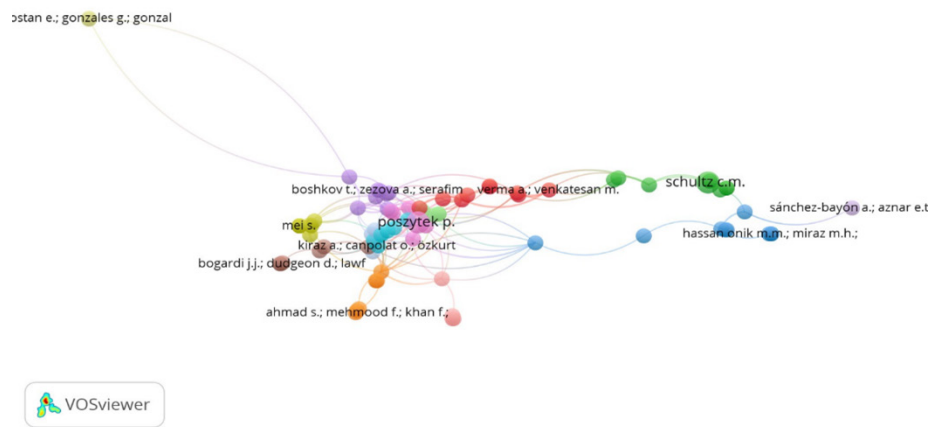 ostan e.; gonzales g.; gonzal
boshkov t.; zezova a.; serafim
verma a.; venkatesan m.
schultz c.m.
sánchez-bayón a.; aznar e.t
mei s.
poszytek p.
hassan onik m.m.; miraz m.h.;
kiraz a.; canpolat o.; ozkurt
bogardi j.j.; dudgeon d.; lawf
ahmad s.; mehmood f.; khan f.;
VOSviewer